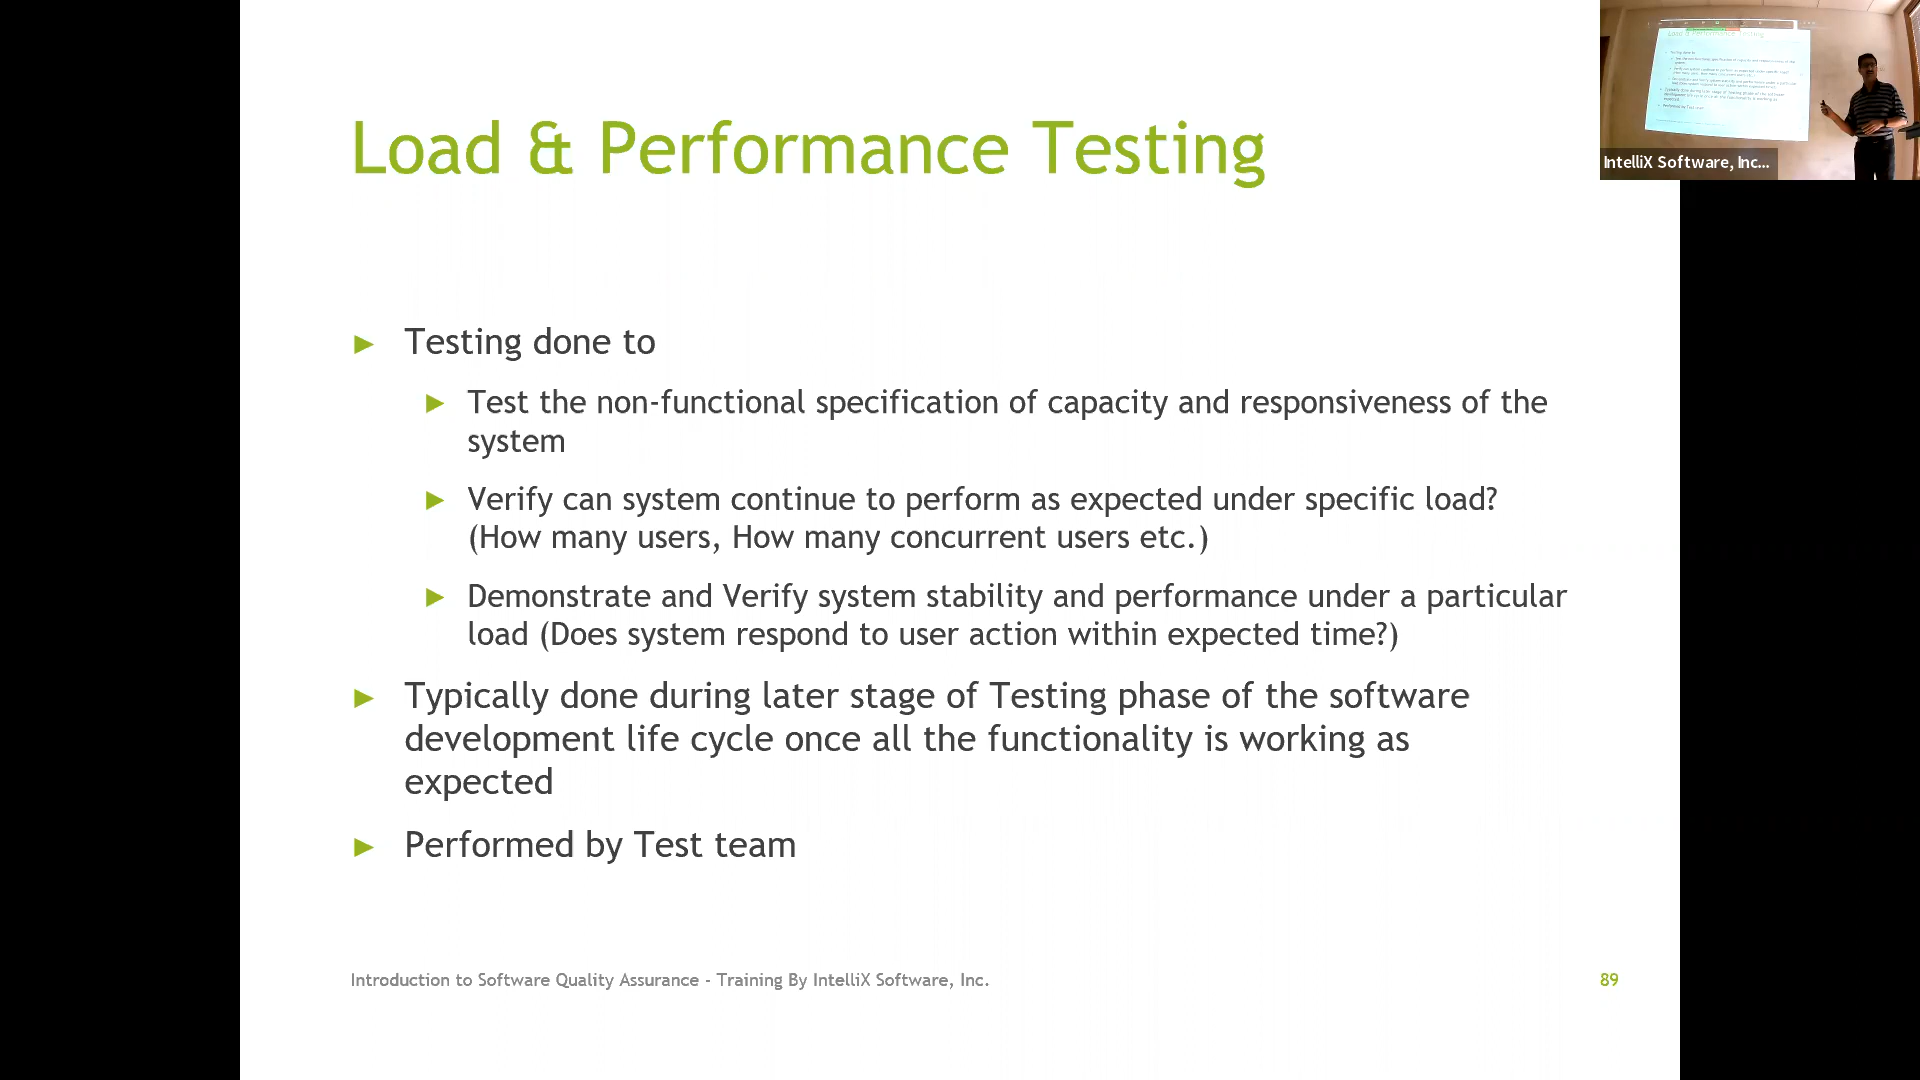 Load & Performance Testing
► Testing done to
► Test the non-functional specification of capacity and responsiveness of the
system
► Verify can system continue to perform as expected under specific load?
(How many users, How many concurrent users etc.)
► Demonstrate and Verify system stability and performance under a particular
load (Does system respond to user action within expected time?)
► Typically done during later stage of Testing phase of the software
development life cycle once all the functionality is working as
expected
► Performed by Test team
Introduction to Software Quality Assurance - Training By IntelliX Software, Inc.
89
Load & Performance Testing
IntelliX Software, Inc...